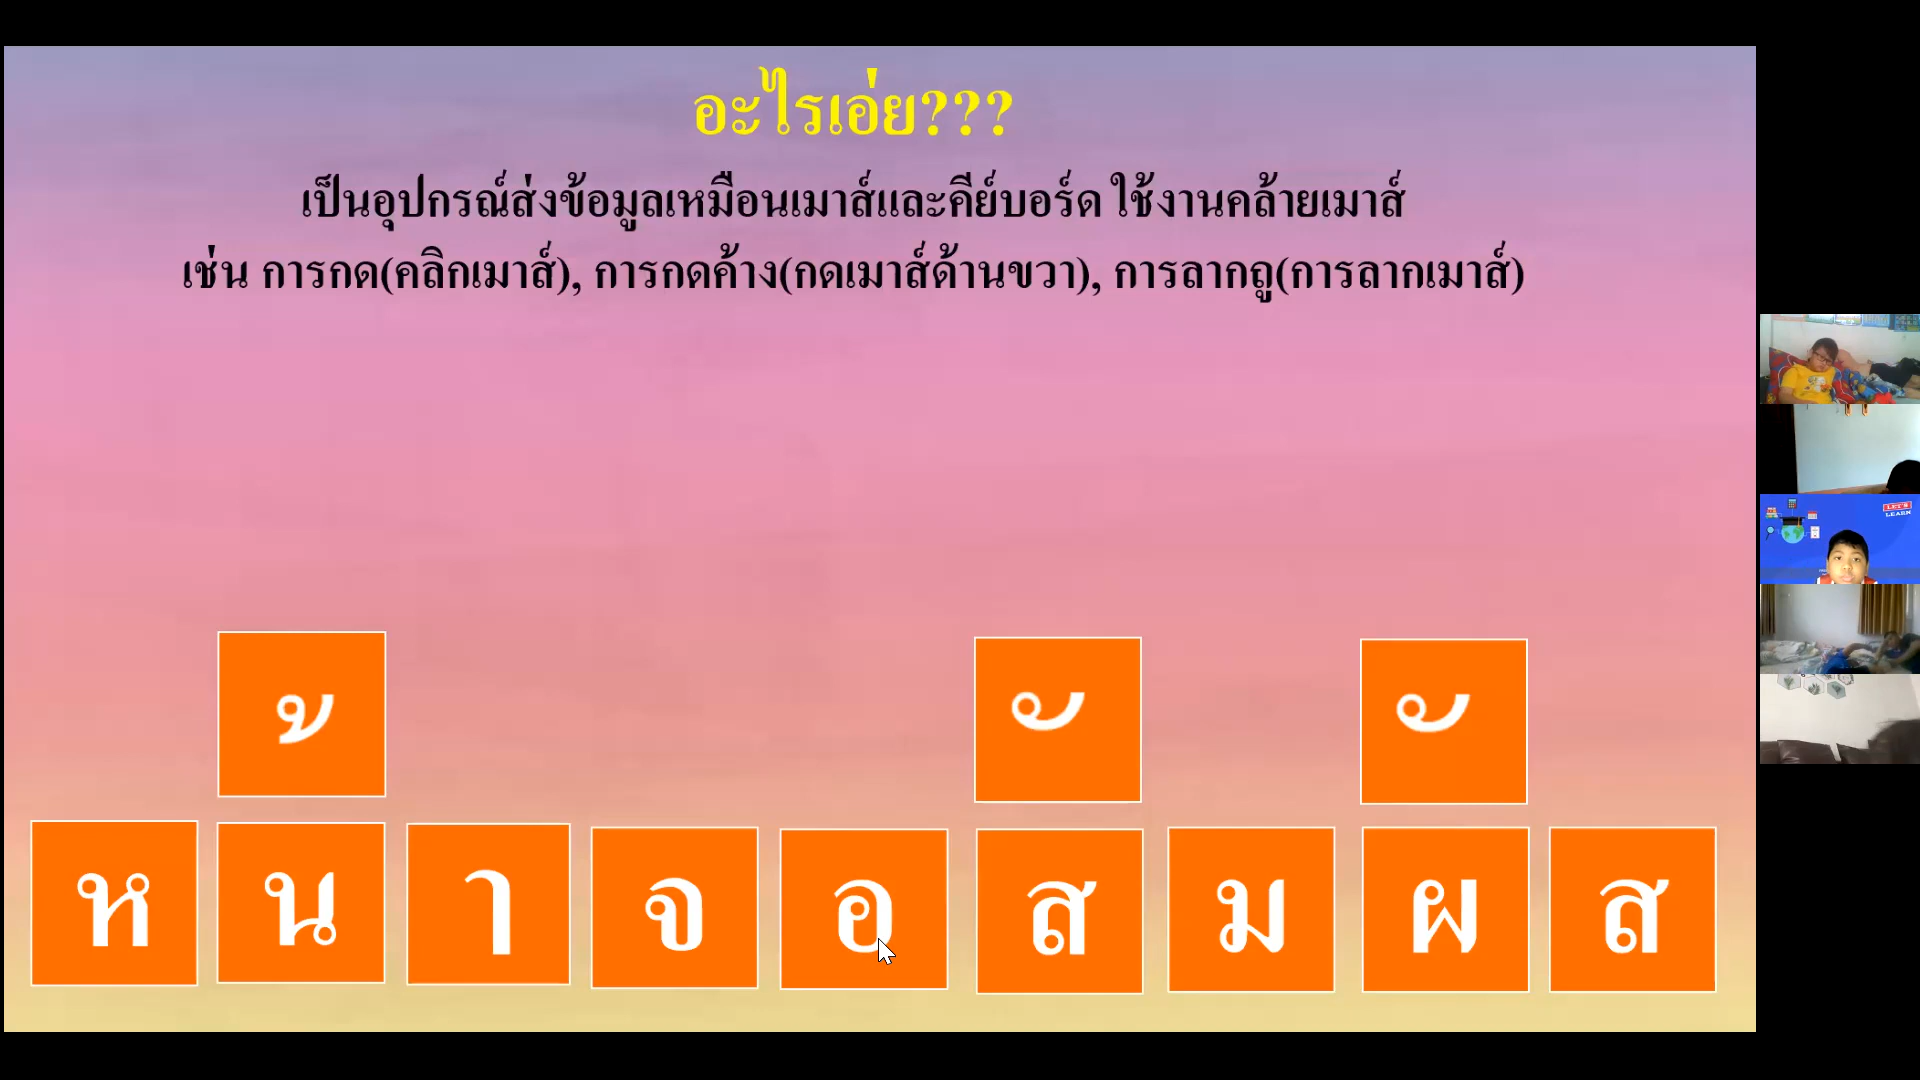 อะไรเอ่ย???
เป็นอุปกรณ์ส่งข้อมูลเหมือนเมาส์และคีย์บอร์ด ใช้งานคล้ายเมาส์
เช่น การกด(คลิกเมาส์), การกดค้าง(กดเมาส์ด้านขวา), การลากถู(การลากเมาส์)
ห น้ า จ อ สั ม ผั ส
LET'S
LEARN